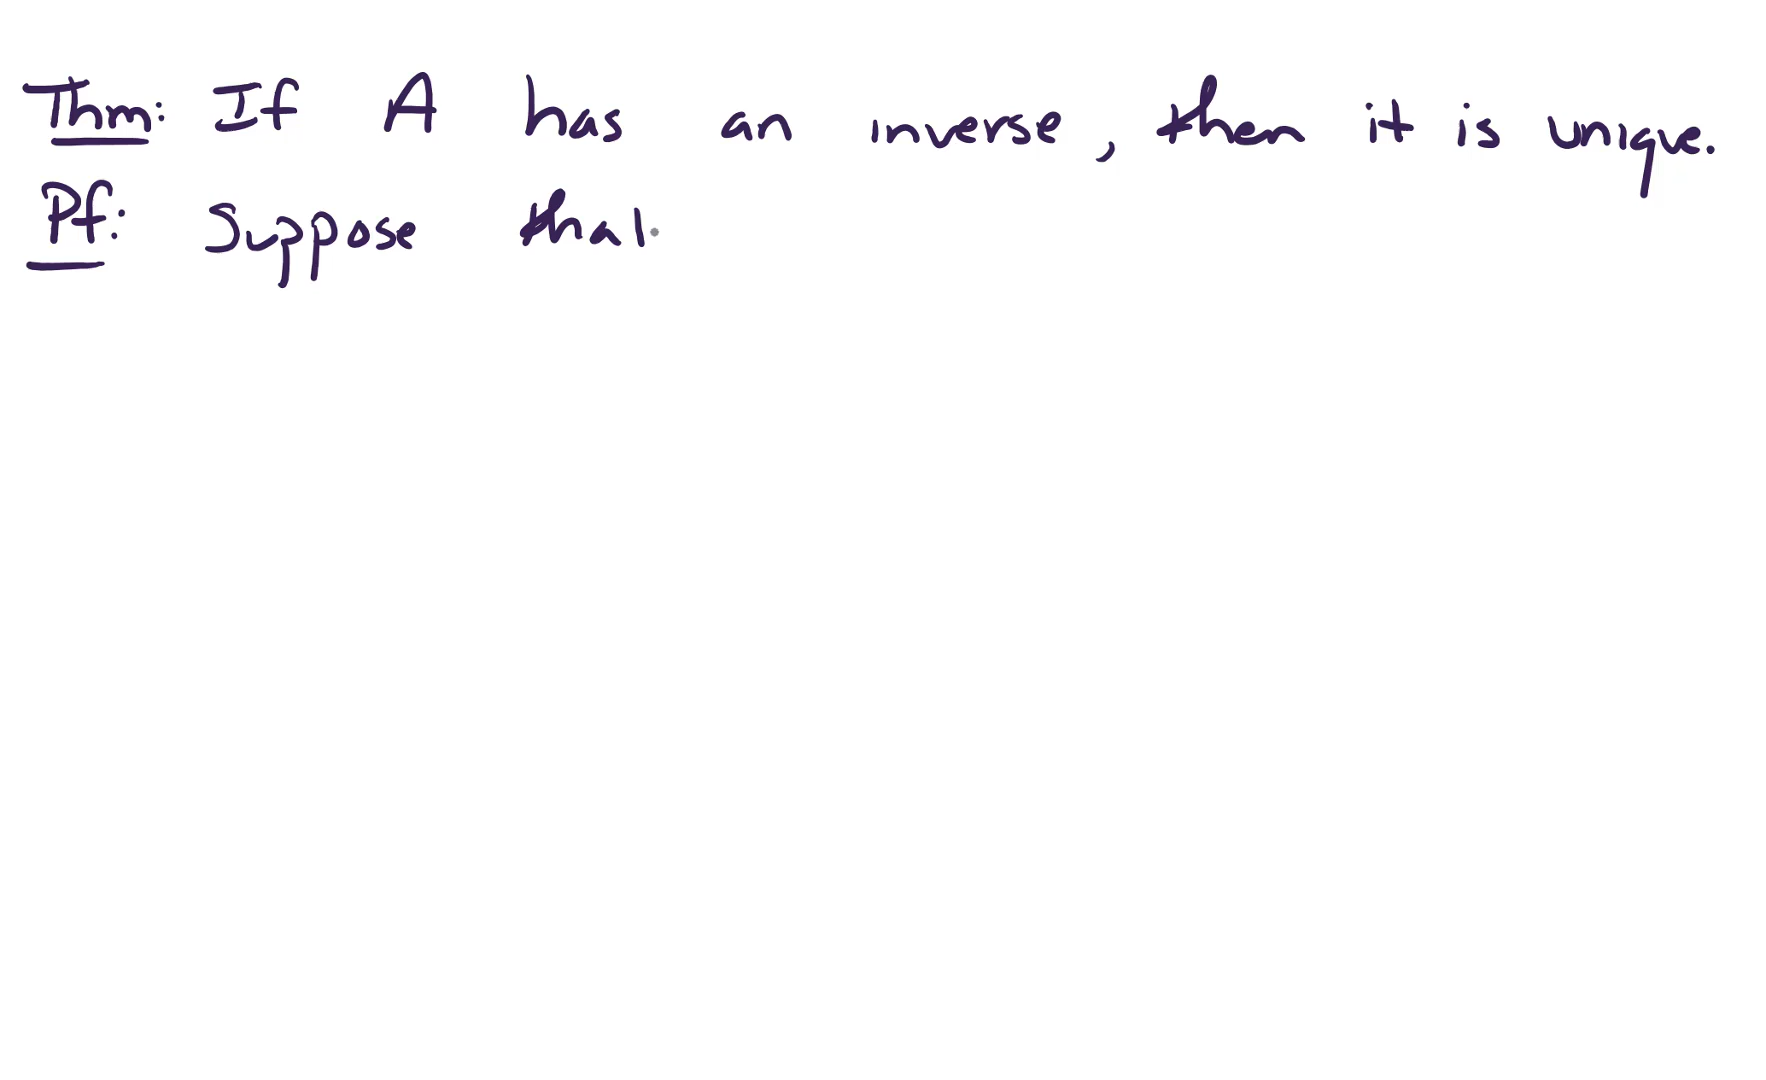 Thm: If A has an inverse, then it is unique.
Pf: Suppose that